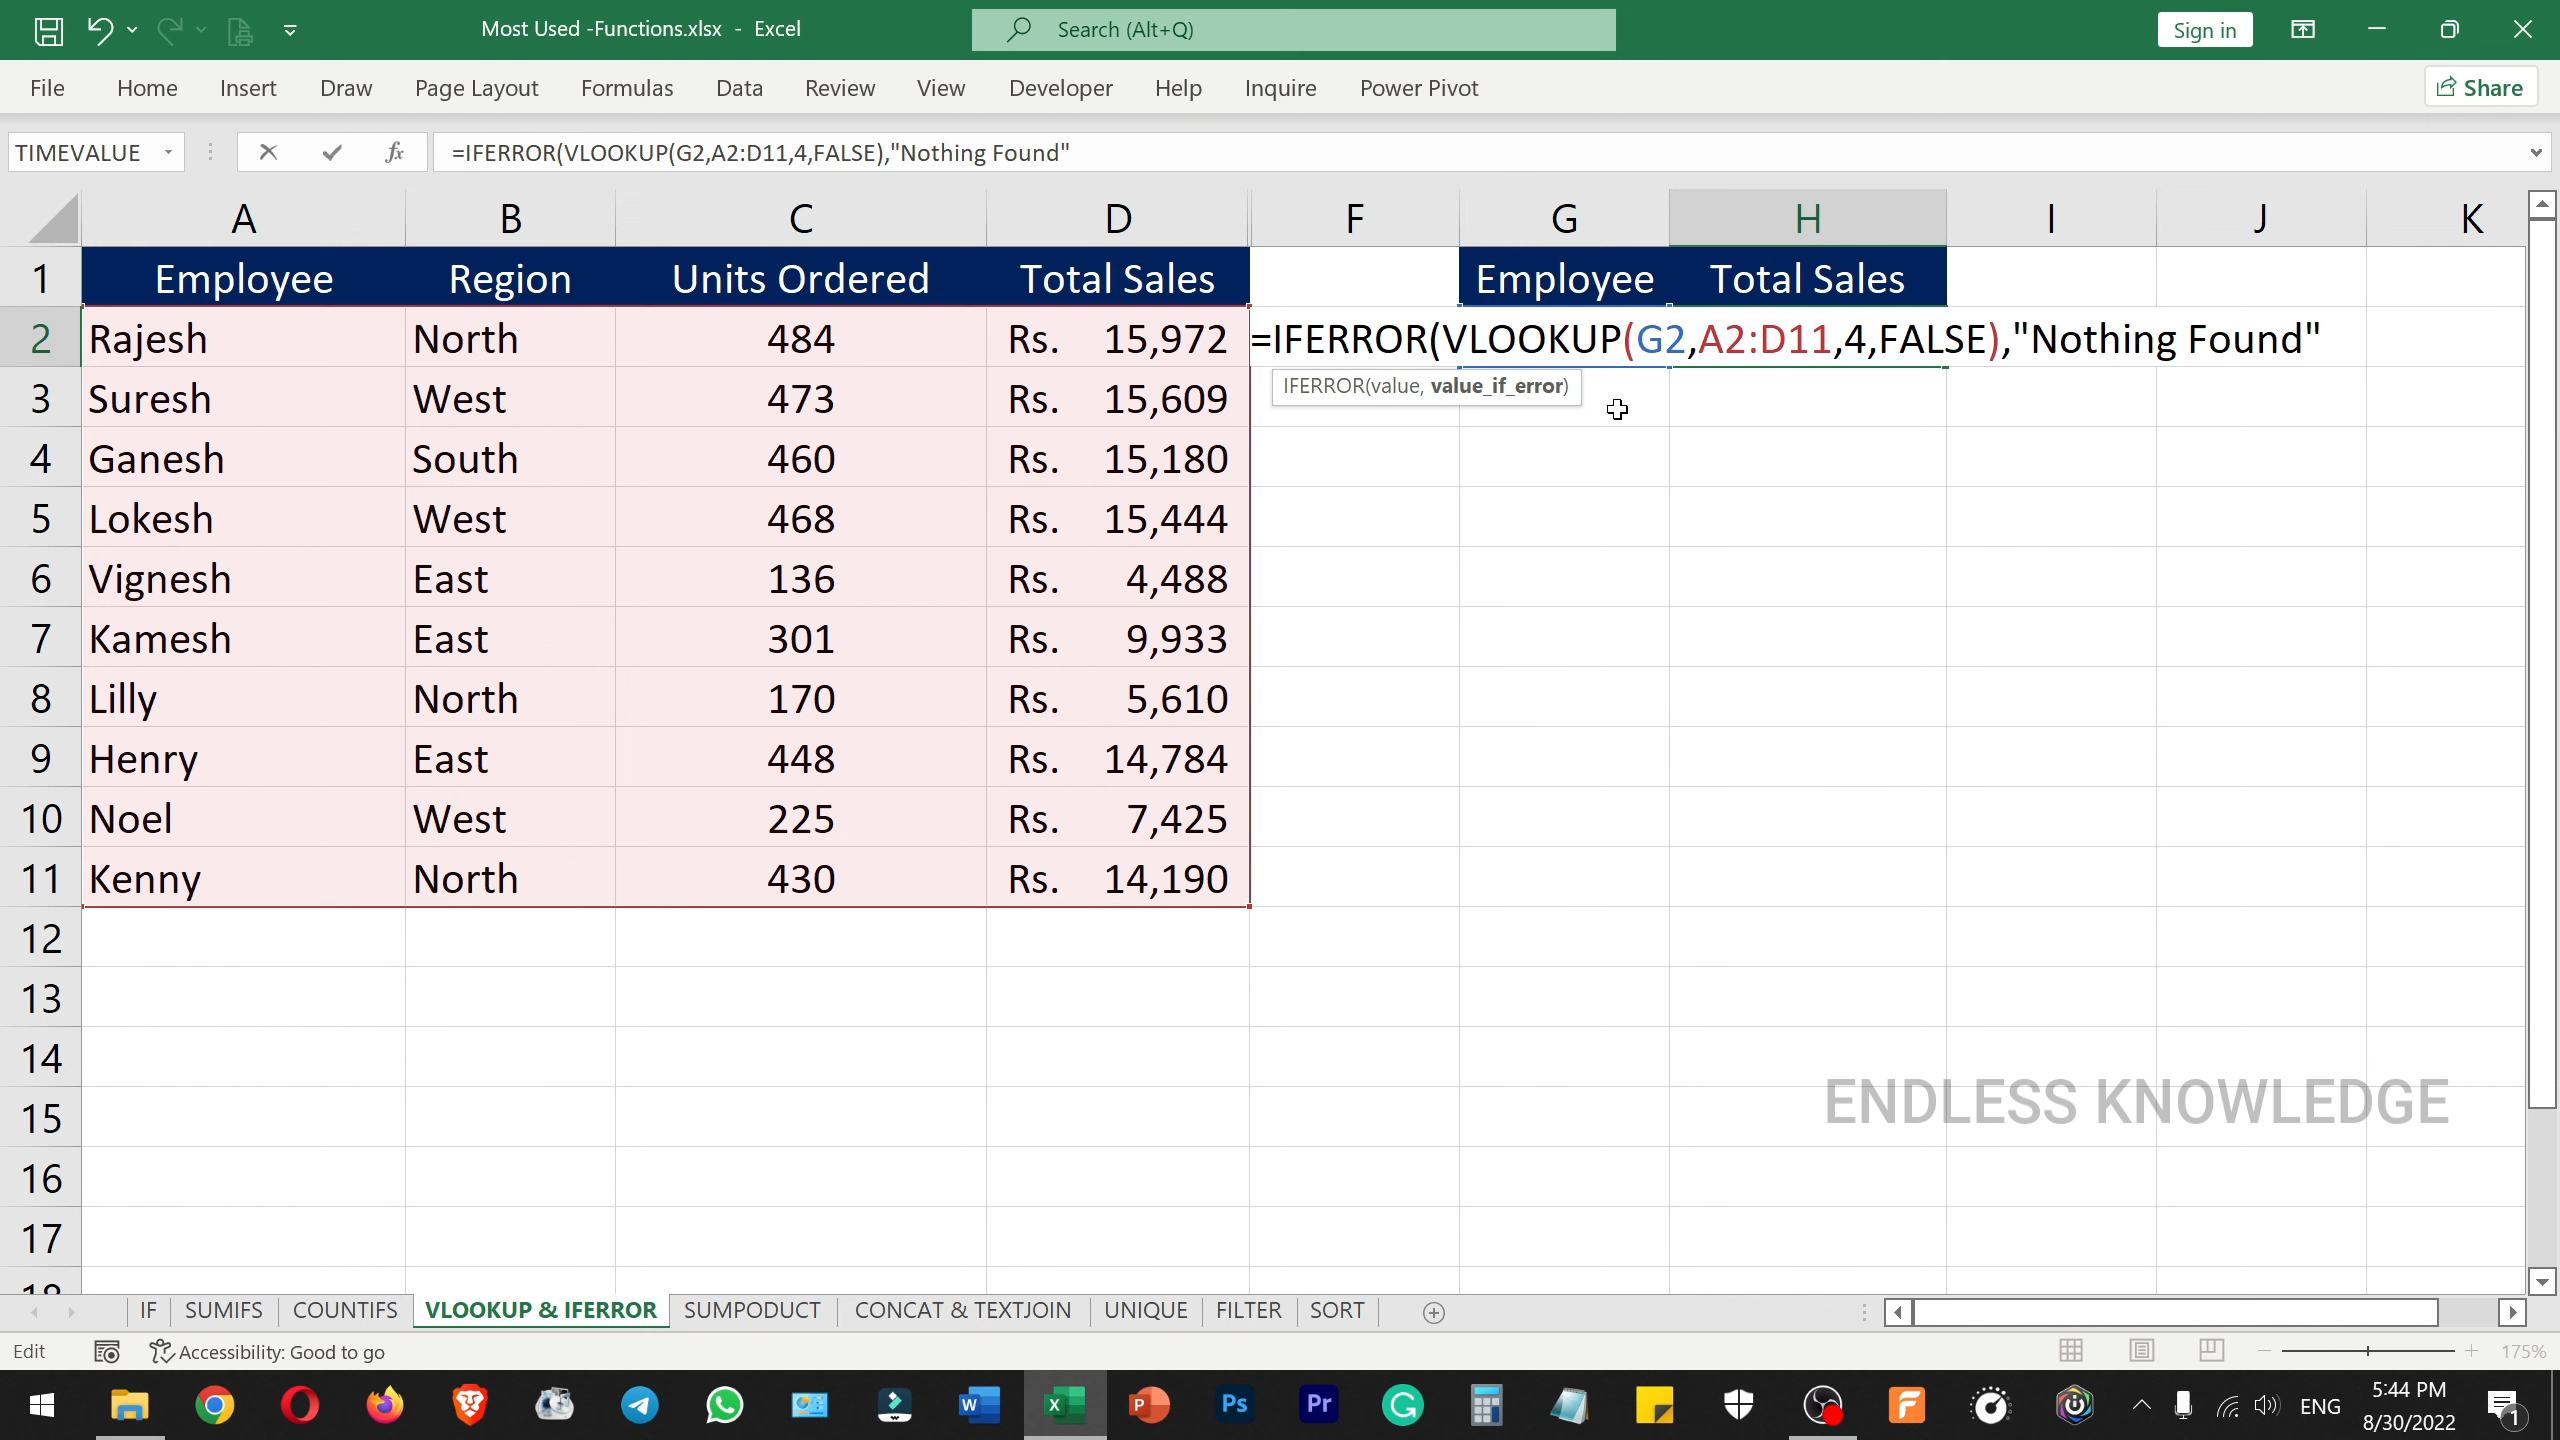 Most Used -Functions.xlsx - Excel
Search (Alt+Q)
Sign in
File Home Insert Draw Page Layout Formulas Data Review View Developer Help Inquire Power Pivot
Share
TIMEVALUE
fx
=IFERROR(VLOOKUP(G2,A2:D11,4,FALSE),"Nothing Found"
A B C D F G H I J K
1 Employee Region Units Ordered Total Sales Employee Total Sales
2 Rajesh North 484 Rs. 15,972 =IFERROR(VLOOKUP(G2,A2:D11,4,FALSE),"Nothing Found"
IFERROR(value, value_if_error)
3 Suresh West 473 Rs. 15,609
4 Ganesh South 460 Rs. 15,180
5 Lokesh West 468 Rs. 15,444
6 Vignesh East 136 Rs. 4,488
7 Kamesh East 301 Rs. 9,933
8 Lilly North 170 Rs. 5,610
9 Henry East 448 Rs. 14,784
10 Noel West 225 Rs. 7,425
11 Kenny North 430 Rs. 14,190
12
13
14
ENDLESS KNOWLEDGE
15
16
17
18
IF SUMIFS COUNTIFS VLOOKUP & IFERROR SUMPODUCT CONCAT & TEXTJOIN UNIQUE FILTER SORT
Edit
Accessibility: Good to go
175%
W X P Ps Pr G
ENG
5:44 PM
8/30/2022
1